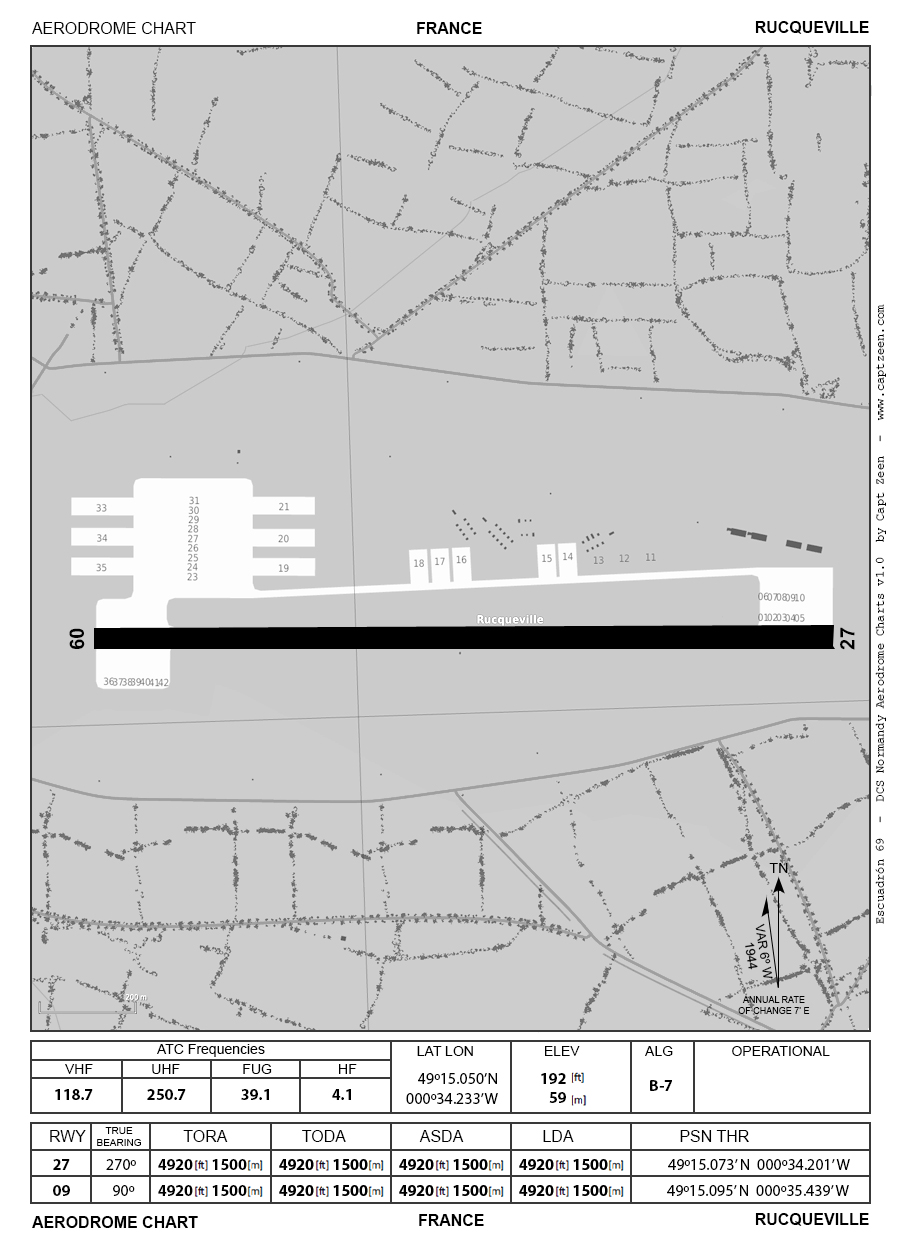 AERODROME CHART FRANCE RUCQUEVILLE
31
33 30 21
29
28
34 27 20
26
25
35 24 19
23
18 17 16 15 14 13 12 11
06 07 08 09 10
01 02 03 04 05
Rucqueville
09 27
36 37 38 39 40 41 42
TN
VAR 6º W
1944
200 m
ANNUAL RATE
OF CHANGE 7' E
Escuadrón 69 – DCS Normandy Aerodrome Charts v1.0 by Capt Zeen – www.captzeen.com
ATC Frequencies LAT LON ELEV ALG OPERATIONAL
VHF UHF FUG HF
118.7 250.7 39.1 4.1
49º15.050'N 192 [ft] B-7
000º34.233'W 59 [m]
RWY TRUE BEARING TORA TODA ASDA LDA PSN THR
27 270º 4920 [ft] 1500 [m] 4920 [ft] 1500 [m] 4920 [ft] 1500 [m] 4920 [ft] 1500 [m] 49º15.073'N 000º34.201'W
09 90º 4920 [ft] 1500 [m] 4920 [ft] 1500 [m] 4920 [ft] 1500 [m] 4920 [ft] 1500 [m] 49º15.095'N 000º35.439'W
AERODROME CHART FRANCE RUCQUEVILLE